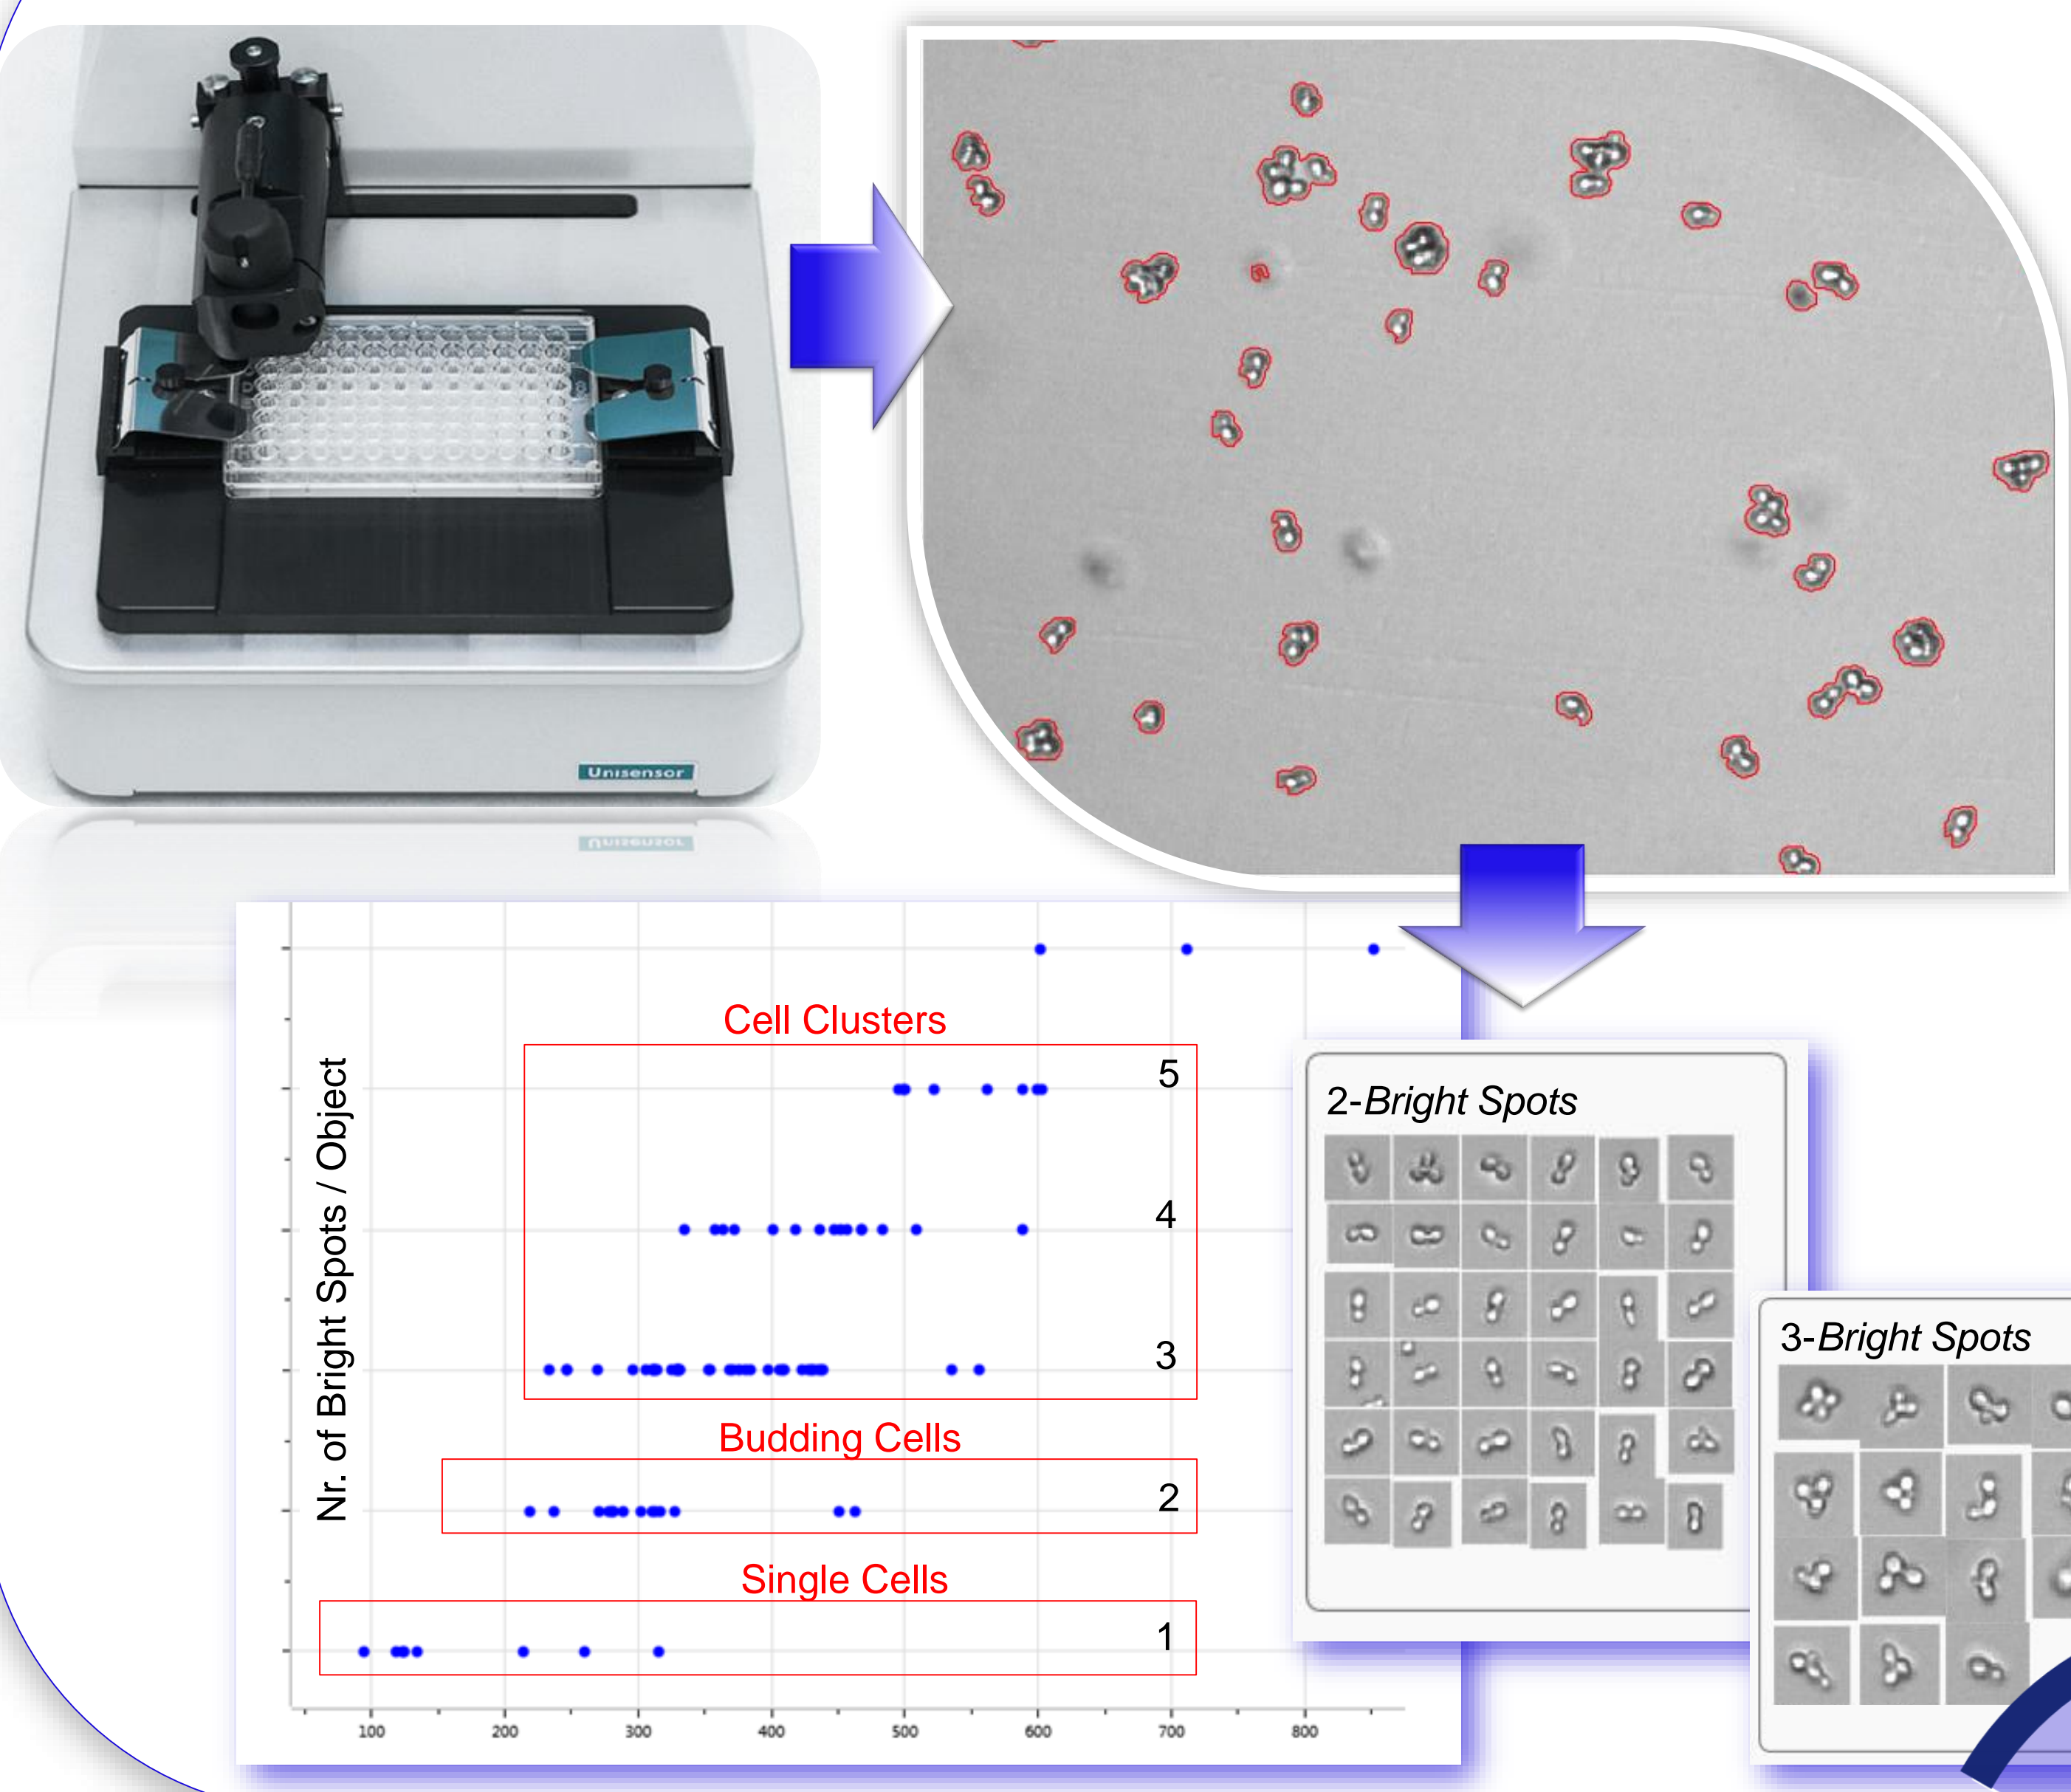 Unisensor
Cell Clusters
5
4
3
Budding Cells
2
Single Cells
1
Nr. of Bright Spots / Object
100 200 300 400 500 600 700 800
2-Bright Spots
3-Bright Spots